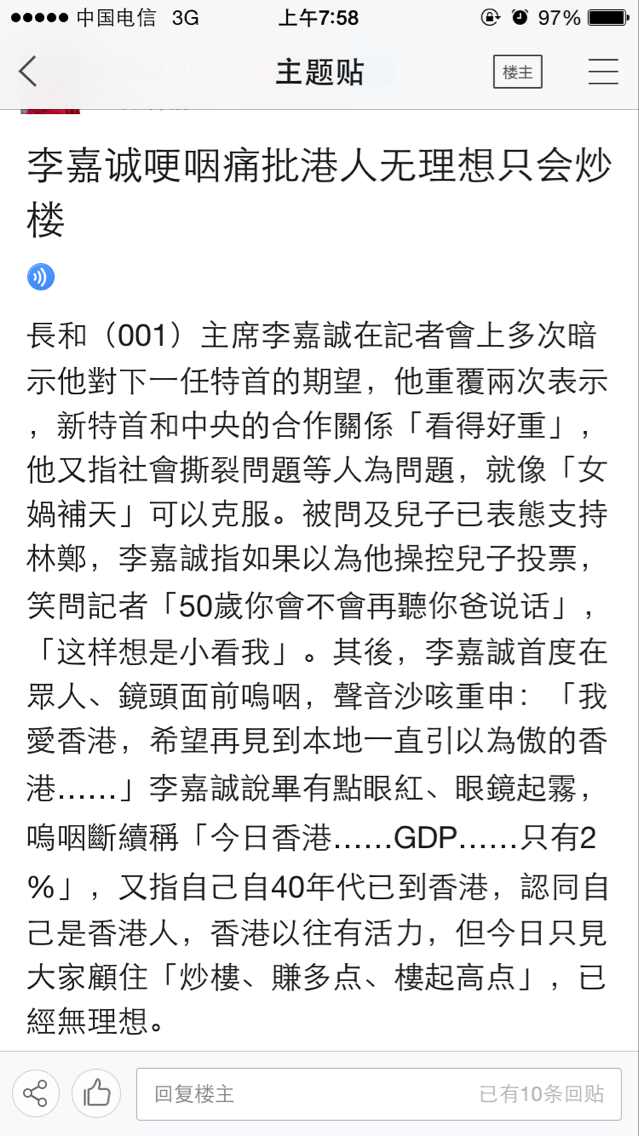 中国电信 3G 上午7:58 97%
主题贴 楼主
李嘉诚哽咽痛批港人无理想只会炒
楼
長和（001）主席李嘉誠在記者會上多次暗
示他對下一任特首的期望，他重覆兩次表示
，新特首和中央的合作關係「看得好重」，
他又指社會撕裂問題等人為問題，就像「女
媧補天」可以克服。被問及兒子已表態支持
林鄭，李嘉誠指如果以為他操控兒子投票，
笑問記者「50歲你會不會再聽你爸说话」，
「这样想是小看我」。其後，李嘉誠首度在
眾人、鏡頭面前嗚咽，聲音沙咳重申：「我
愛香港，希望再見到本地一直引以為傲的香
港......」李嘉誠說畢有點眼紅、眼鏡起霧，
嗚咽斷續稱「今日香港......GDP......只有2
%」，又指自己自40年代已到香港，認同自
己是香港人，香港以往有活力，但今日只見
大家顧住「炒樓、賺多点、樓起高点」，已
經無理想。
回复楼主 已有10条回贴